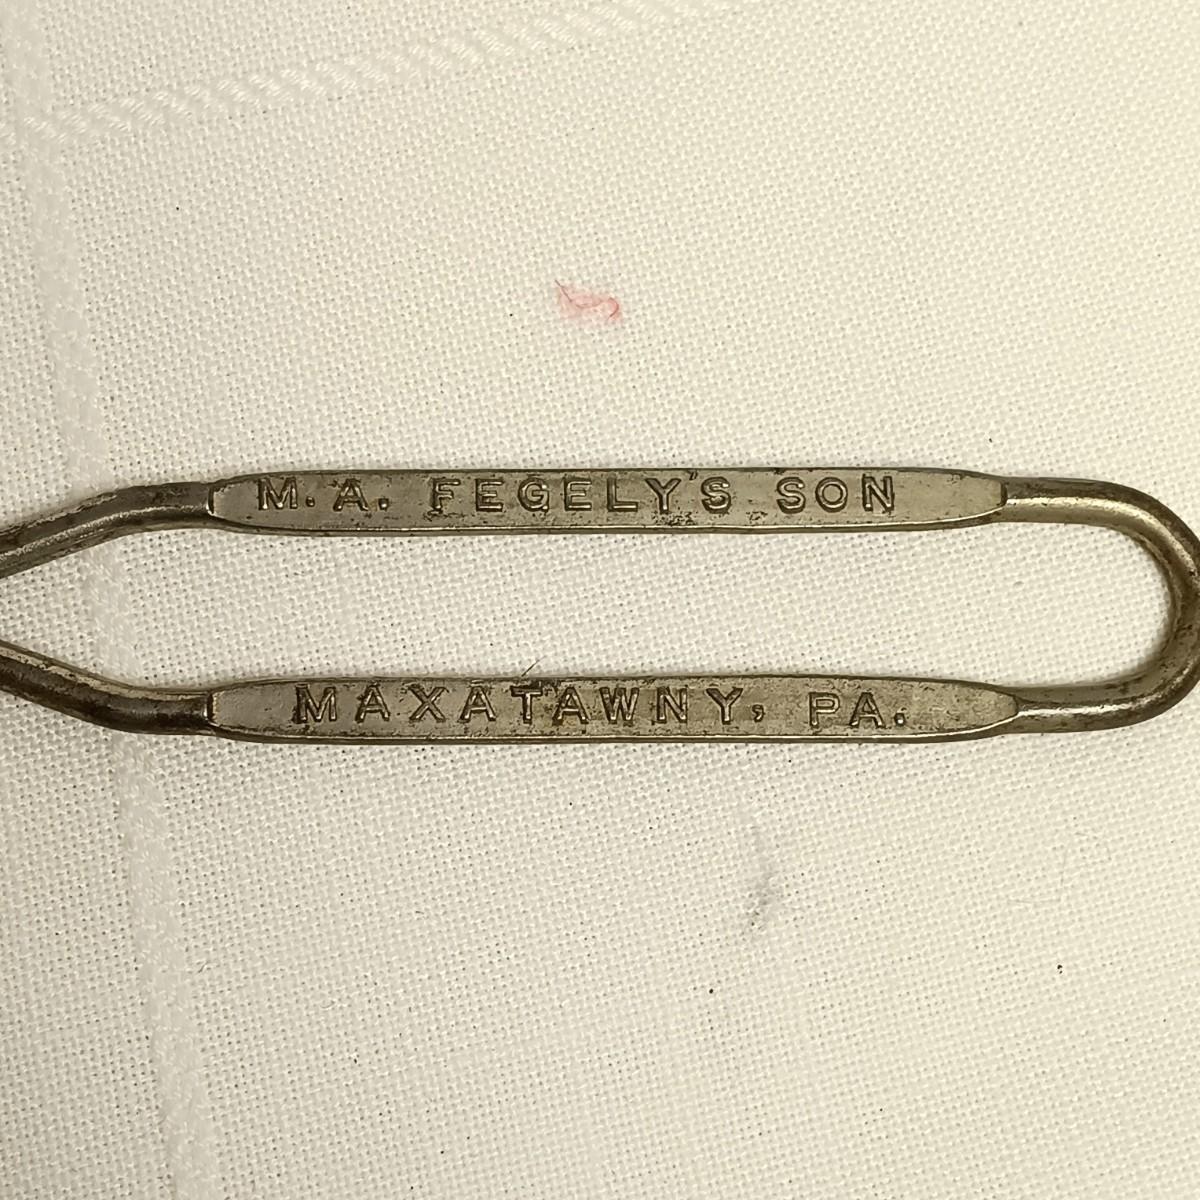 M. A. FEGELY'S SON
MAXATAWNY, PA.